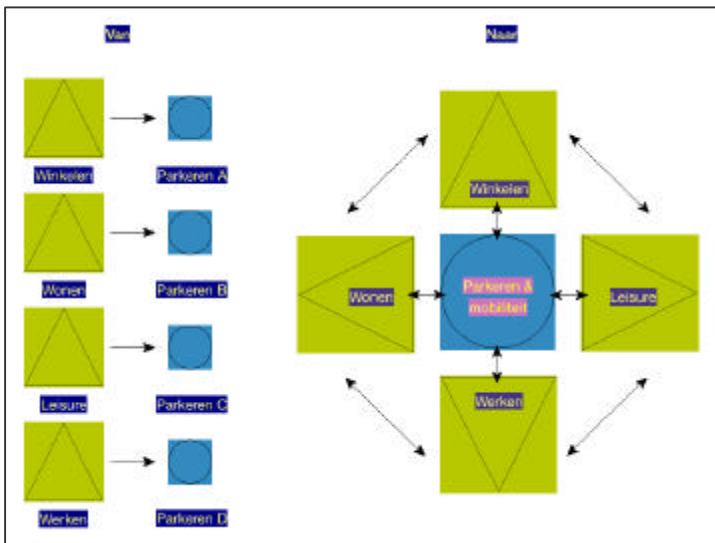 Van
Naar
Winkelen
Parkeren A
Wonen
Parkeren B
Leisure
Parkeren C
Werken
Parkeren D
Winkelen
Wonen
Parkeren &
mobiliteit
Leisure
Werken